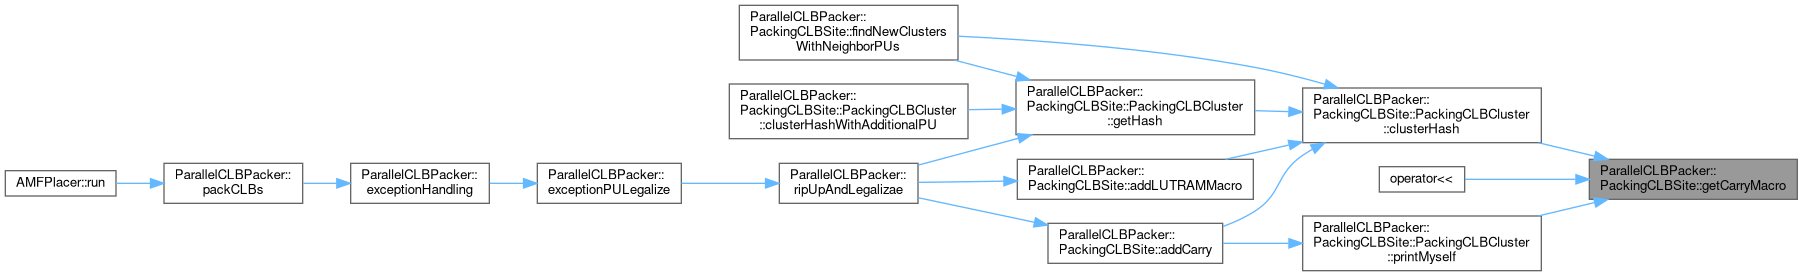 AMFPlacer::run
ParallelCLBPacker::
packCLBs
ParallelCLBPacker::
exceptionHandling
ParallelCLBPacker::
exceptionPULegalize
ParallelCLBPacker::
ripUpAndLegalizae
ParallelCLBPacker::
PackingCLBSite::findNewClusters
WithNeighborPUs
ParallelCLBPacker::
PackingCLBSite::PackingCLBCluster
::clusterHashWithAdditionalPU
ParallelCLBPacker::
PackingCLBSite::PackingCLBCluster
::getHash
ParallelCLBPacker::
PackingCLBSite::addLUTRAMMacro
ParallelCLBPacker::
PackingCLBSite::addCarry
ParallelCLBPacker::
PackingCLBSite::PackingCLBCluster
::clusterHash
operator<<
ParallelCLBPacker::
PackingCLBSite::PackingCLBCluster
::printMyself
ParallelCLBPacker::
PackingCLBSite::getCarryMacro